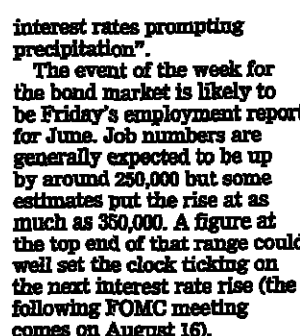 interest rates prompting
precipitation".
The event of the week for
the bond market is likely to
be Friday's employment report
for June. Job numbers are
generally expected to be up
by around 250,000 but some
estimates put the rise at as
much as 350,000. A figure at
the top end of that range could
well set the clock ticking on
the next interest rate rise (the
following FOMC meeting
comes on August 16).